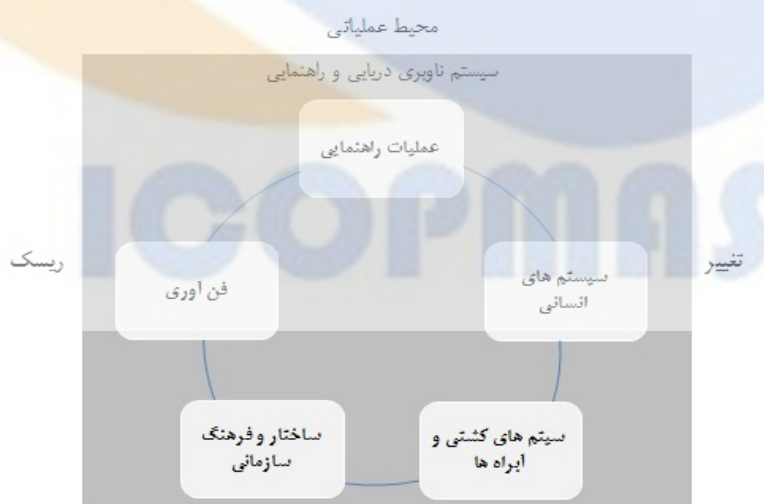 محیط عملیاتی
سیستم ناوبری دریایی و راهنمایی
عملیات راهنمایی
ICOPMAS
تغییر
ریسک
سیستم های
انسانی
فن آوری
سیتم های کشتی و
آبراه ها
ساختار و فرهنگ
سازمانی